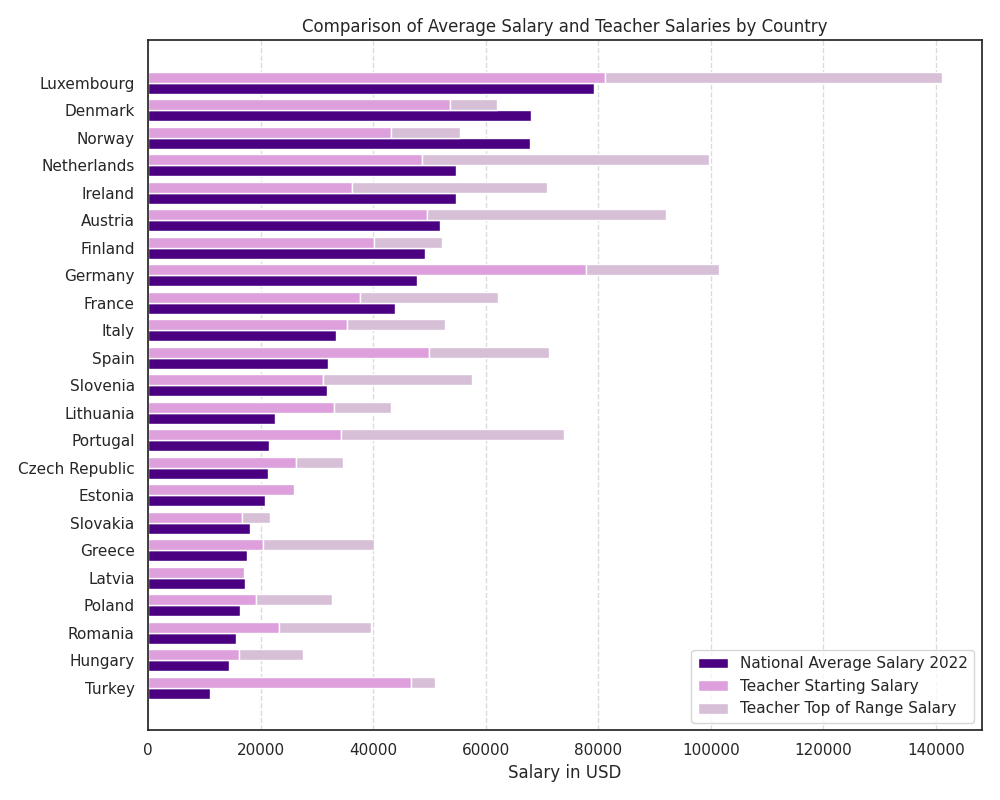 Comparison of Average Salary and Teacher Salaries by Country
Luxembourg
Denmark
Norway
Netherlands
Ireland
Austria
Finland
Germany
France
Italy
Spain
Slovenia
Lithuania
Portugal
Czech Republic
Estonia
Slovakia
Greece
Latvia
Poland
Romania
Hungary
Turkey
National Average Salary 2022
Teacher Starting Salary
Teacher Top of Range Salary
0 20000 40000 60000 80000 100000 120000 140000
Salary in USD